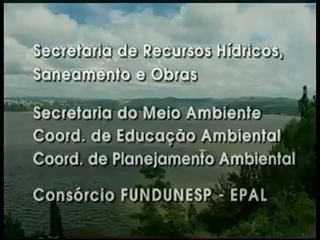 Secretaria de Recursos Hídricos,
Saneamento e Obras
Secretaria do Meio Ambiente
Coord. de Educação Ambiental
Coord. de Planejamento Ambiental
Consórcio FUNDUNESP - EPAL